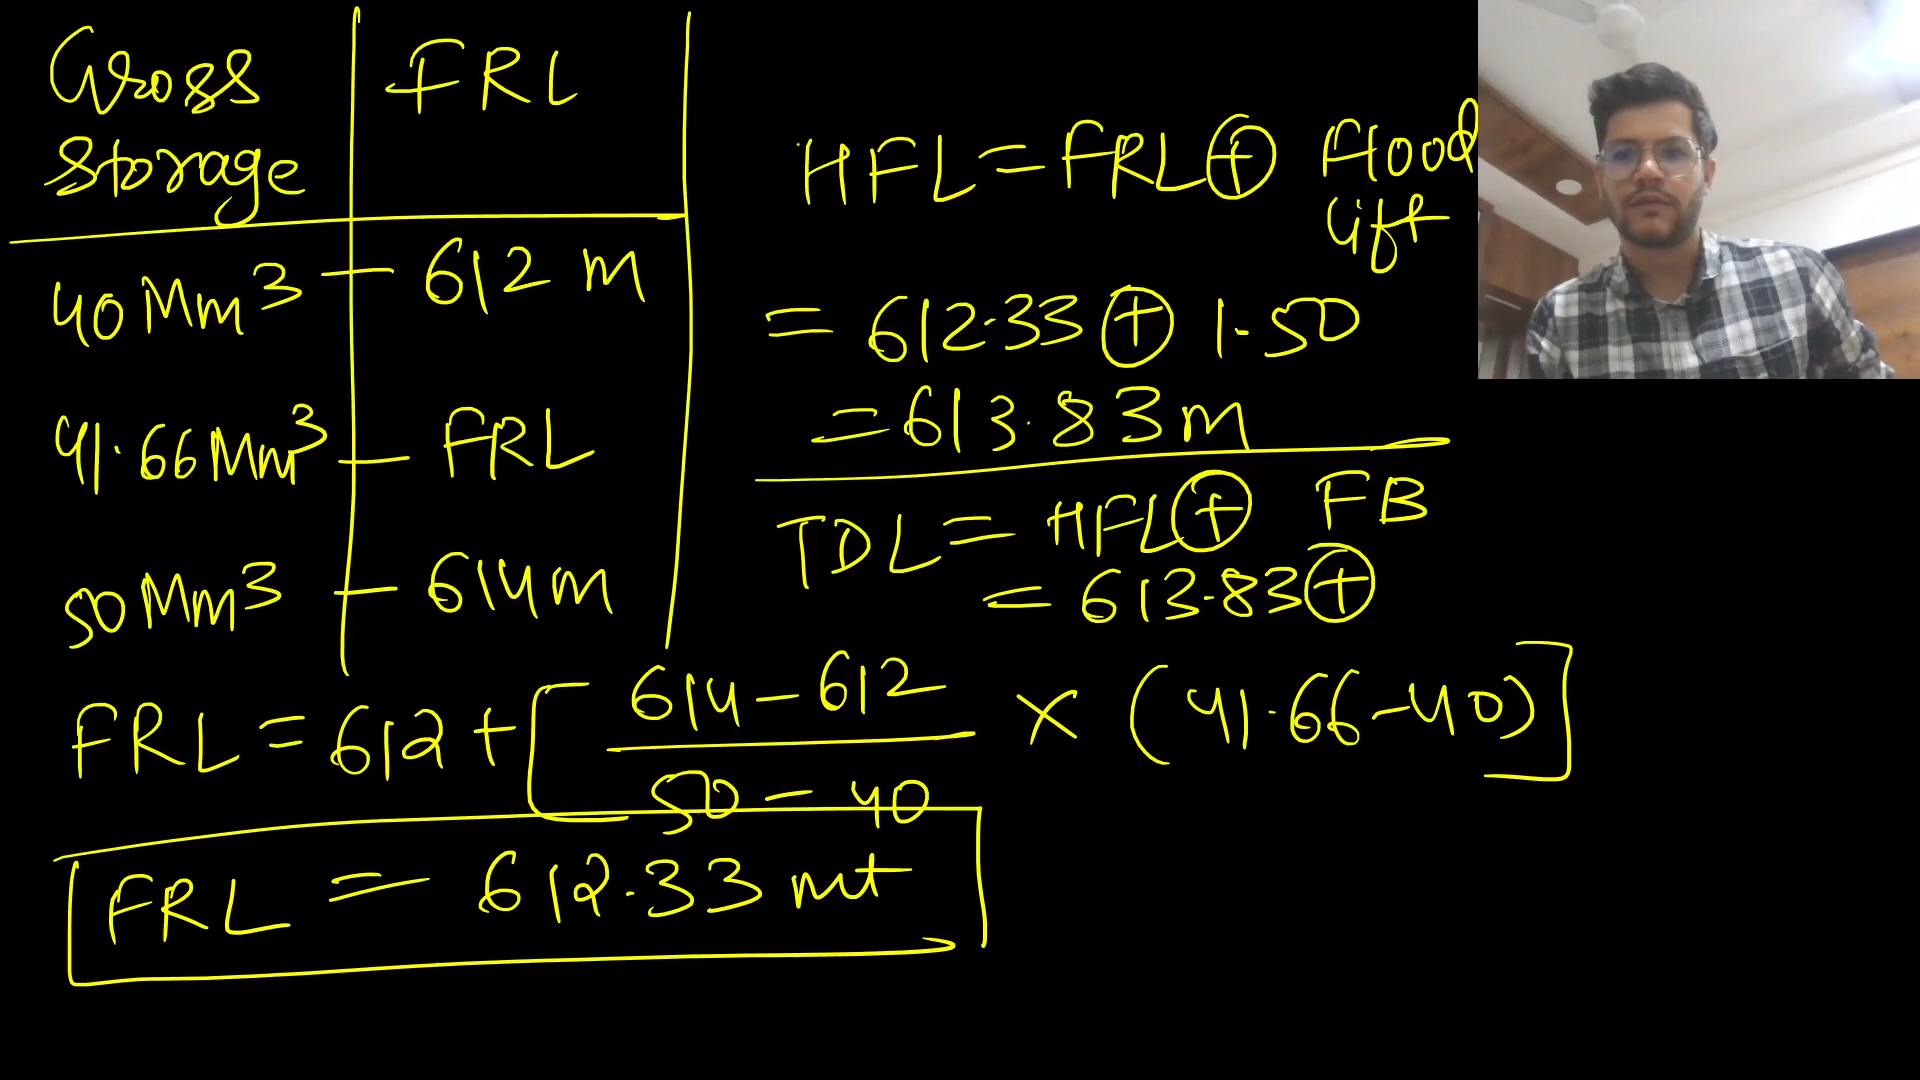 Gross Storage | FRL
40 Mm³ — 612 m
41.66 Mm³ — FRL
50 Mm³ — 614 m
HFL = FRL ⊕ flood lift
= 612.33 ⊕ 1.50
= 613.83 m
TDL = HFL ⊕ FB
= 613.83 ⊕
FRL = 612 + [ 614 - 612 / 50 - 40 × (41.66 - 40) ]
FRL = 612.33 mt